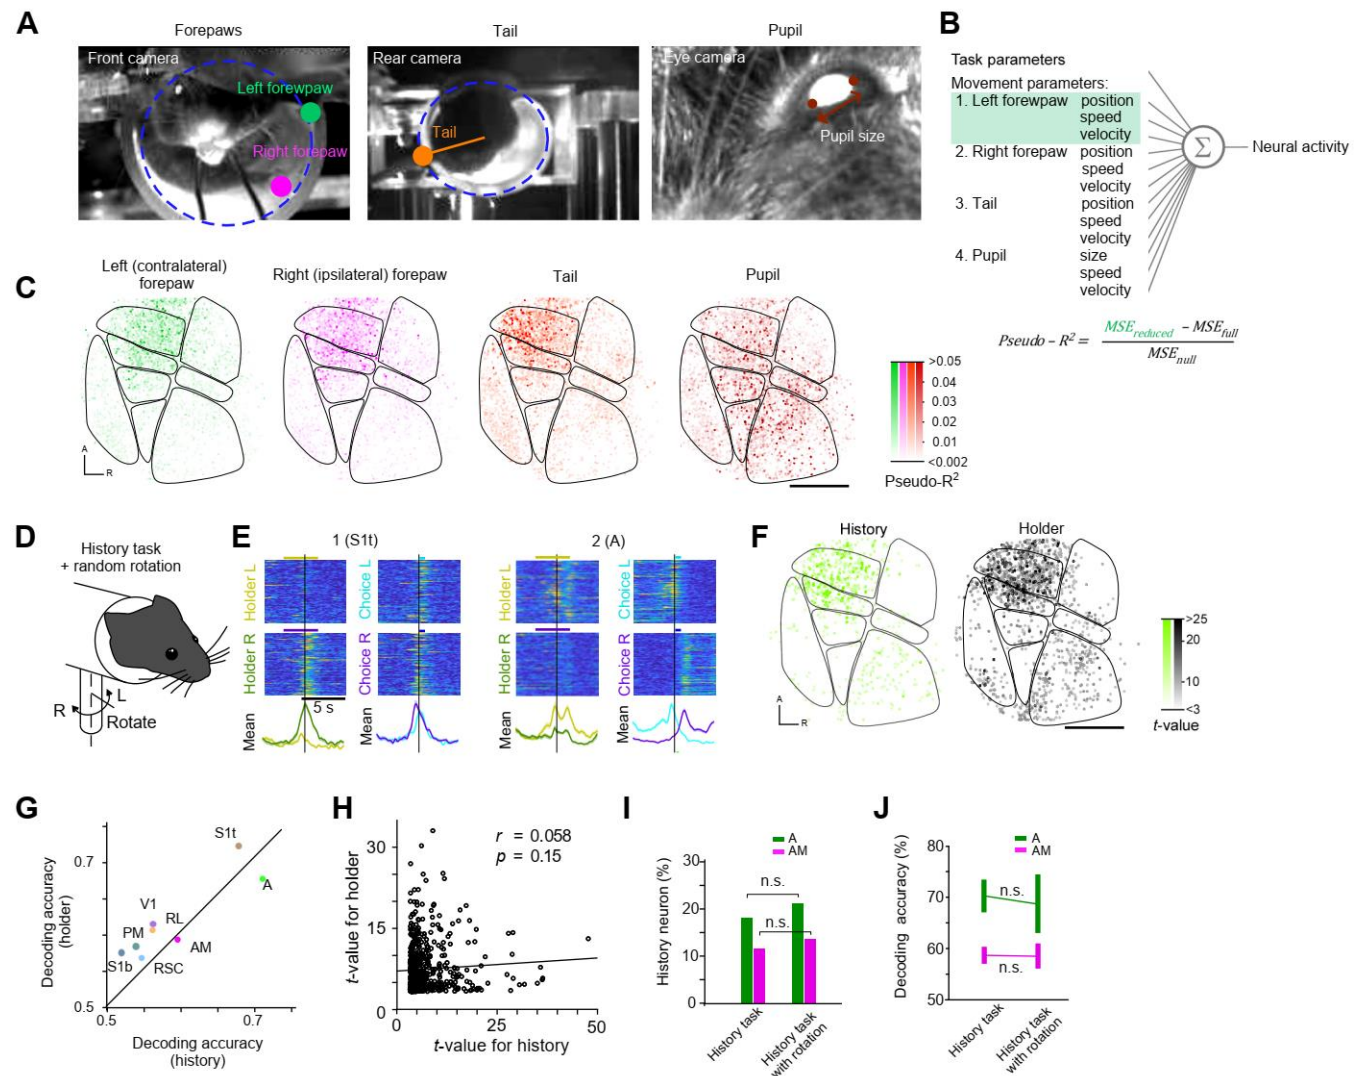 A
Forepaws
Tail
Pupil
Front camera
Left forewpaw
Right forepaw
Rear camera
Tail
Eye camera
Pupil size
B
Task parameters
Movement parameters:
1. Left forewpaw position
speed
velocity
2. Right forepaw position
speed
velocity
3. Tail position
speed
velocity
4. Pupil size
speed
velocity
Σ
Neural activity
Pseudo – R² = MSEreduced – MSEfull
MSEnull
C
Left (contralateral)
forepaw
Right (ipsilateral) forepaw
Tail
Pupil
A
R
>0.05
0.04
0.03
0.02
0.01
<0.002
Pseudo-R²
D
History task
+ random rotation
R
L
Rotate
E
1 (S1t)
2 (A)
Holder L
Choice L
Holder L
Choice L
Holder R
Choice R
Holder R
Choice R
5 s
Mean
Mean
Mean
Mean
F
History
Holder
A
R
≥25
20
10
<3
t-value
G
Decoding accuracy
(holder)
0.7
0.5
S1t
A
V1
RL
PM
AM
S1b
RSC
0.5
0.7
Decoding accuracy
(history)
H
t-value for holder
30
15
0
r = 0.058
p = 0.15
0
25
50
t-value for history
I
A
AM
History neuron (%)
30
20
10
0
n.s.
n.s.
History task
History task
with rotation
J
A
AM
Decoding accuracy (%)
80
70
60
50
n.s.
n.s.
History task
History task
with rotation